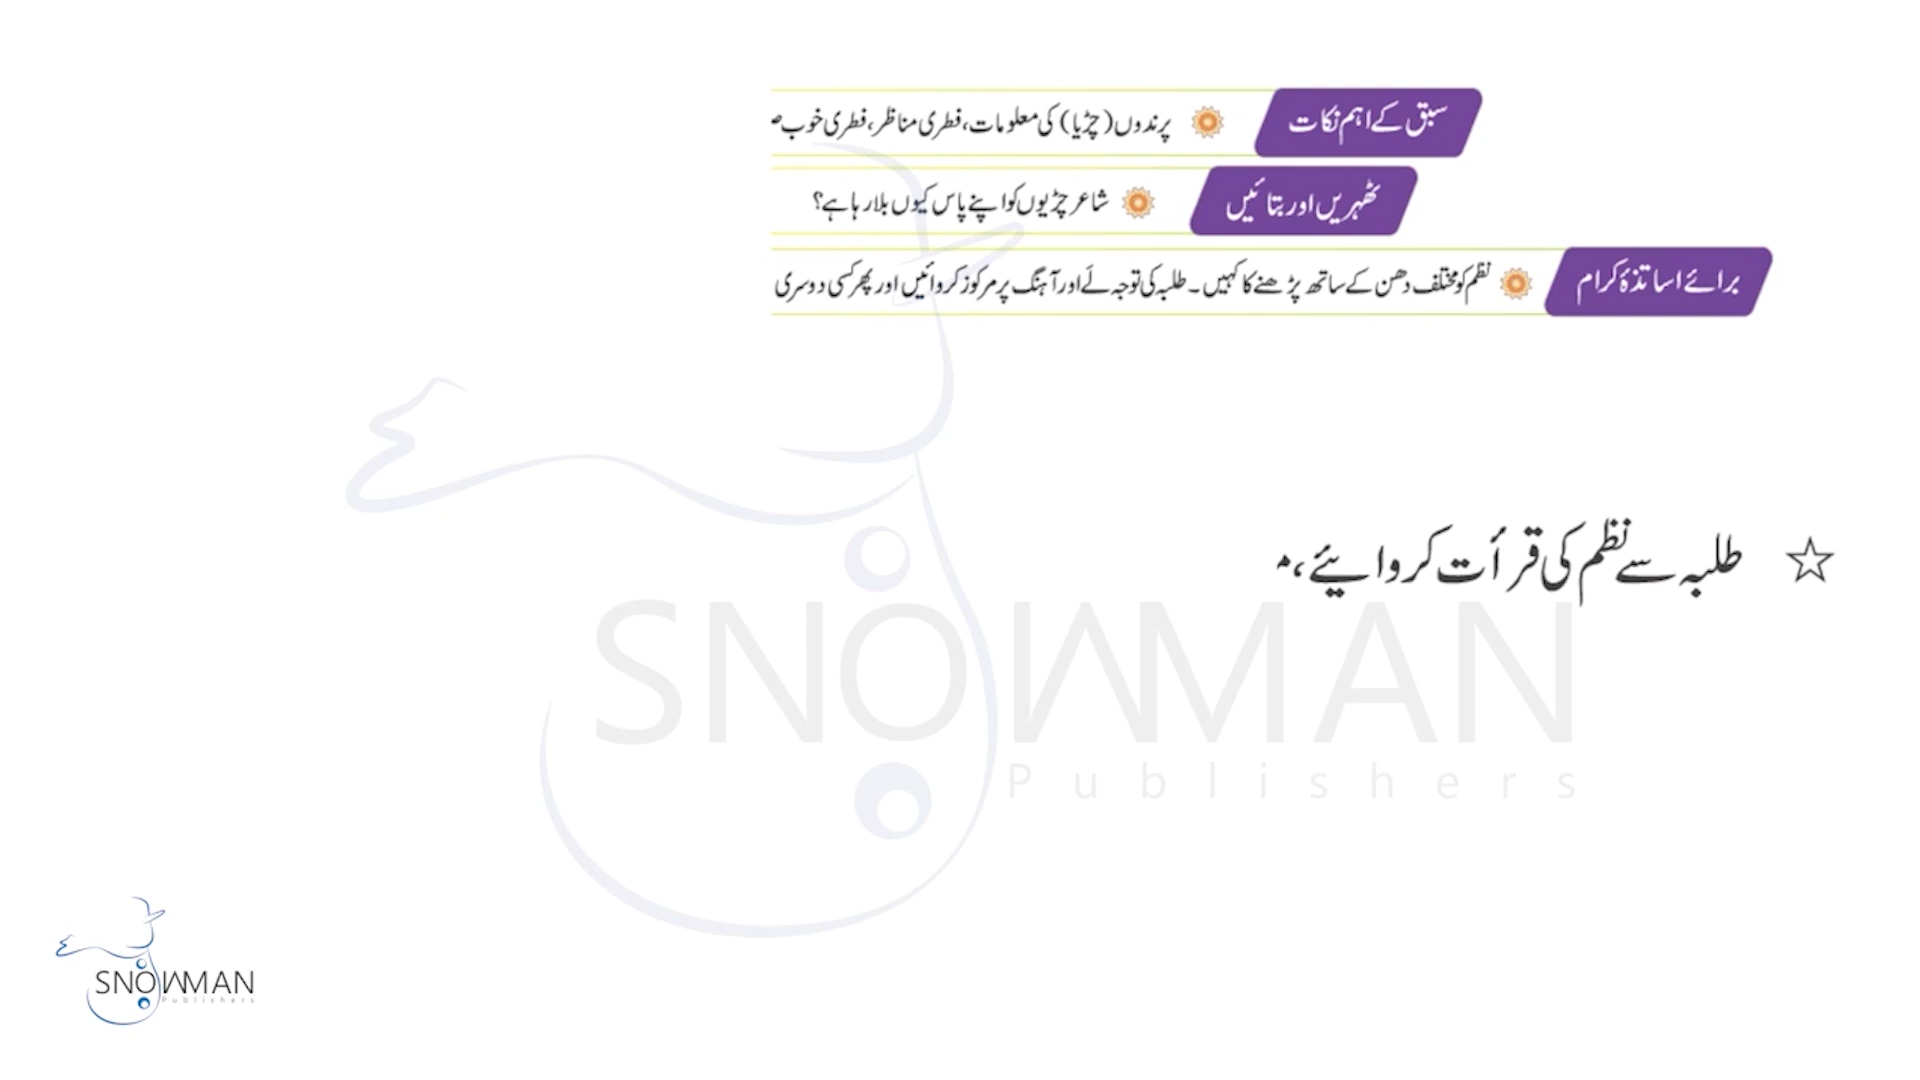 سبق کے اہم نکات پرندوں (چڑیا) کی معلومات، فطری مناظر، فطری خوب
ٹھہریں اور بتائیں شاعر چڑیوں کو اپنے پاس کیوں بلا رہا ہے؟
برائے اساتذۂ کرام نظم کو مختلف دھن کے ساتھ پڑھنے کا کہیں۔ طلبہ کی توجہ لَے اور آہنگ پر مرکوز کروائیں اور پھر کسی دوسری
☆ طلبہ سے نظم کی قرأت کروایئے،
SNOWMAN
Publishers
SNOWMAN
Publishers